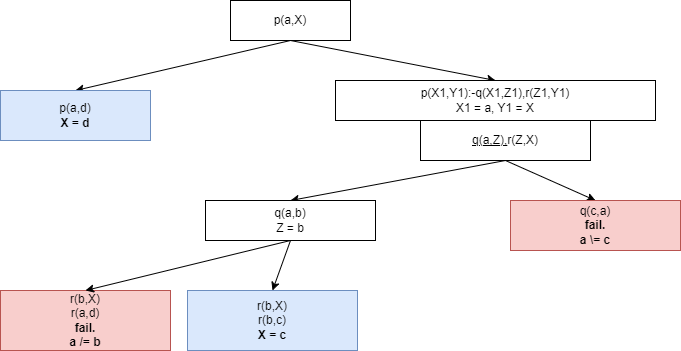 p(a,X)
p(a,d)
X = d
p(X1,Y1):-q(X1,Z1),r(Z1,Y1)
X1 = a, Y1 = X
q(a,Z),r(Z,X)
q(a,b)
Z = b
q(c,a)
fail.
a \= c
r(b,X)
r(a,d)
fail.
a /= b
r(b,X)
r(b,c)
X = c